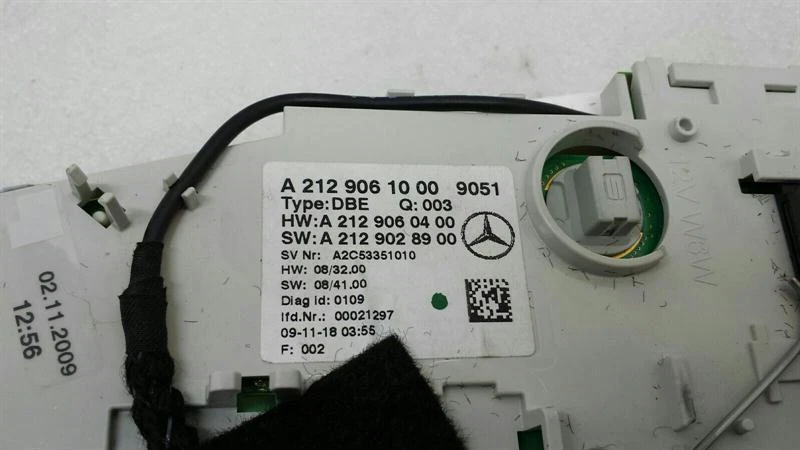 A 212 906 10 00 9051
Type:DBE Q: 003
HW:A 212 906 04 00
SW:A 212 902 89 00
SV Nr: A2C53351010
HW: 08/32.00
SW: 08/41.00
Diag id: 0109
lfd.Nr.: 00021297
09-11-18 03:55
F: 002
02.11.2009
12:56